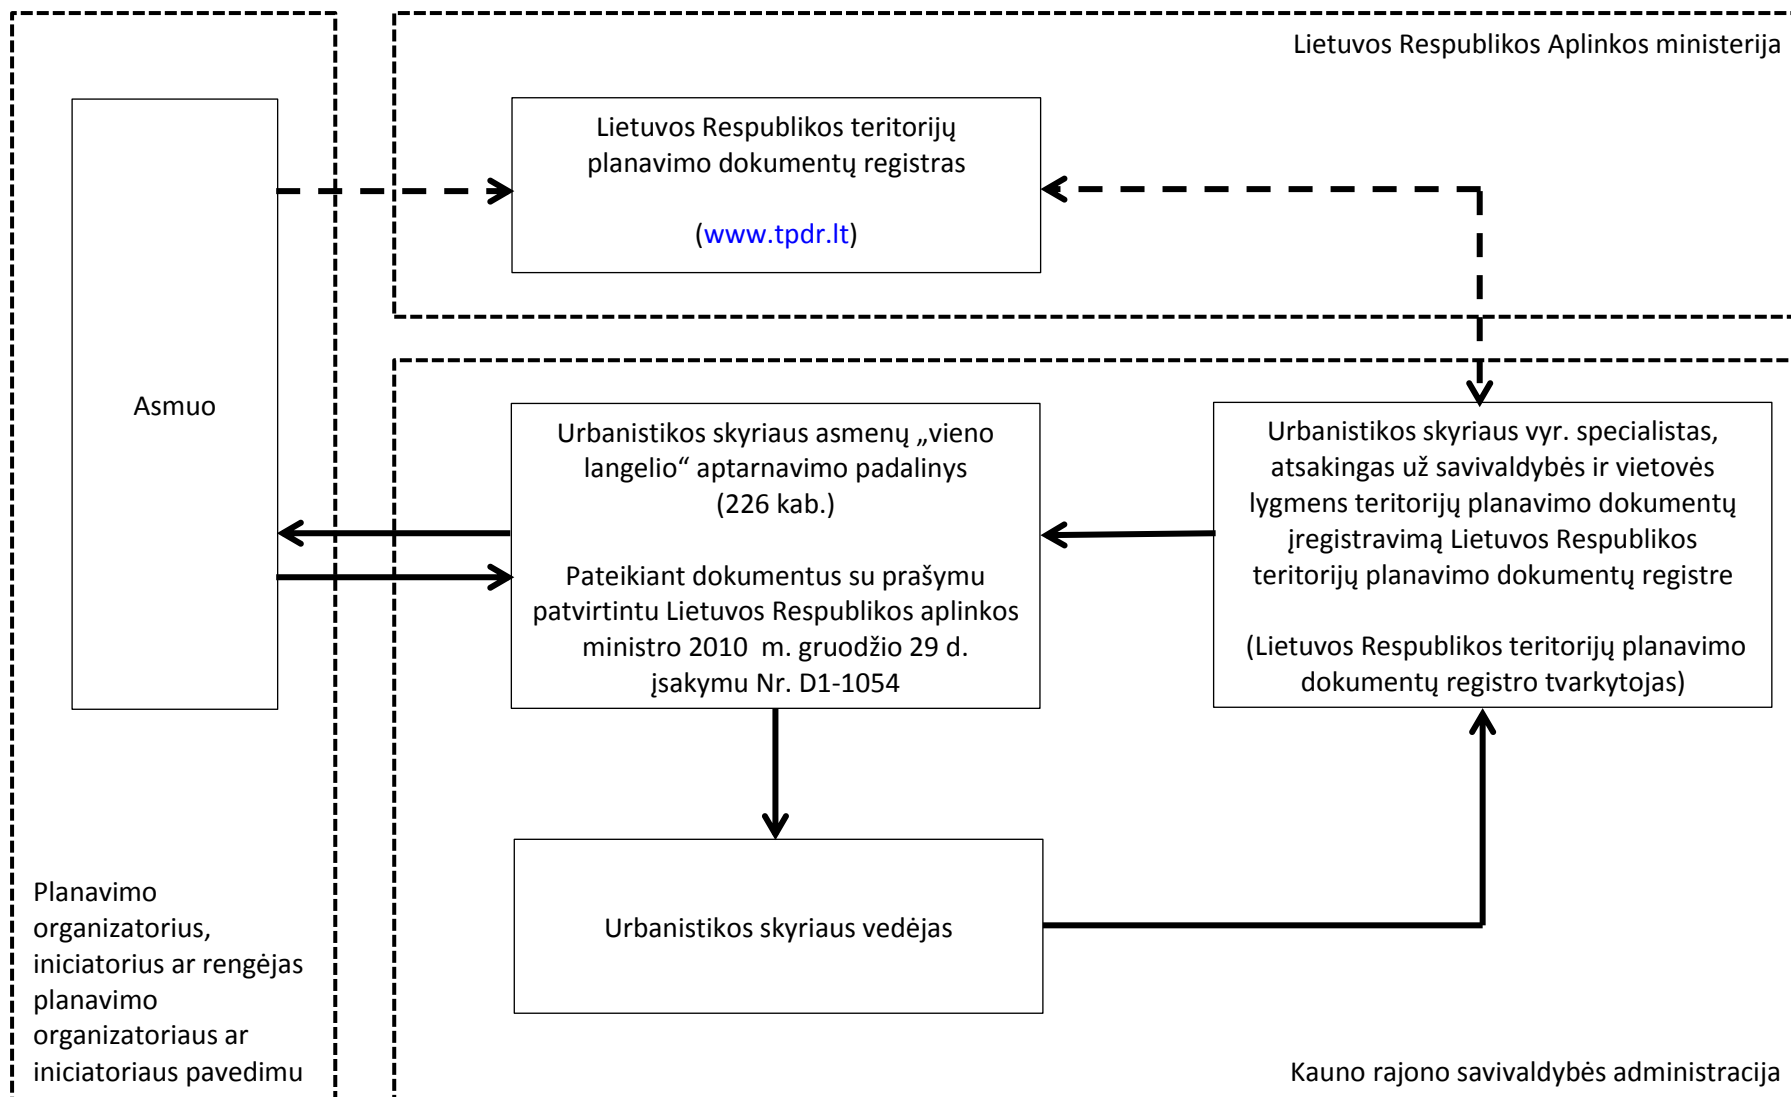 Lietuvos Respublikos Aplinkos ministerija
Lietuvos Respublikos teritorijų
planavimo dokumentų registras
(www.tpdr.lt)
Asmuo
Urbanistikos skyriaus asmenų „vieno
langelio“ aptarnavimo padalinys
(226 kab.)
Pateikiant dokumentus su prašymu
patvirtintu Lietuvos Respublikos aplinkos
ministro 2010  m. gruodžio 29 d.
įsakymu Nr. D1-1054
Urbanistikos skyriaus vyr. specialistas,
atsakingas už savivaldybės ir vietovės
lygmens teritorijų planavimo dokumentų
įregistravimą Lietuvos Respublikos
teritorijų planavimo dokumentų registre
(Lietuvos Respublikos teritorijų planavimo
dokumentų registro tvarkytojas)
Urbanistikos skyriaus vedėjas
Planavimo
organizatorius,
iniciatorius ar rengėjas
planavimo
organizatoriaus ar
iniciatoriaus pavedimu
Kauno rajono savivaldybės administracija